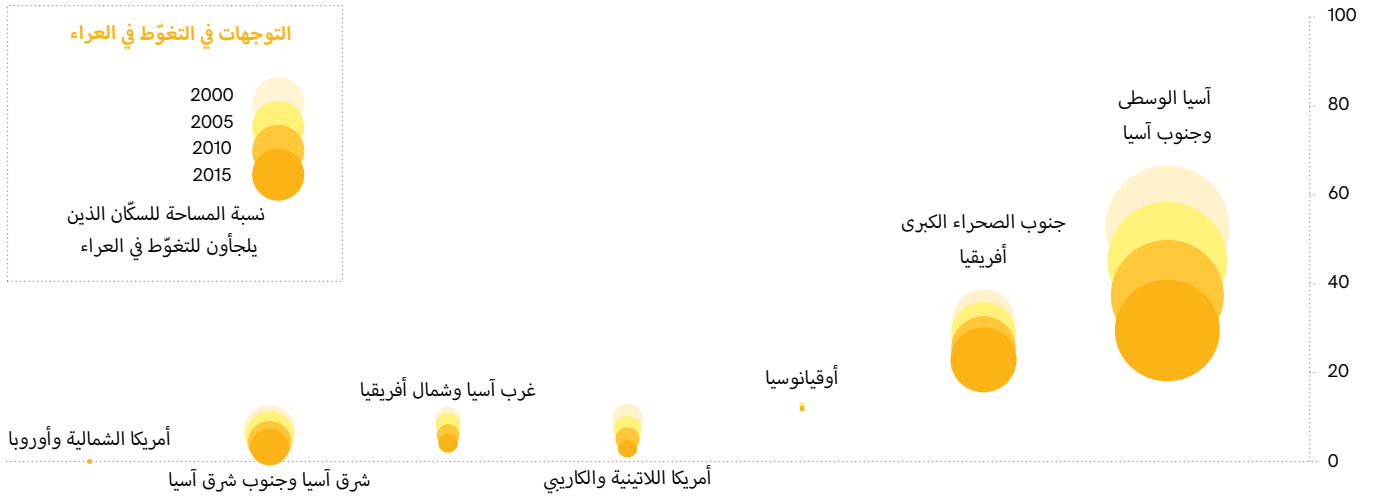 التوجهات في التغوّط في العراء
2000
2005
2010
2015
نسبة المساحة للسكّان الذين
يلجأون للتغوّط في العراء
100
80
60
40
20
0
آسيا الوسطى
وجنوب آسيا
جنوب الصحراء الكبرى
أفريقيا
أوقيانوسيا
أمريكا اللاتينية والكاريبي
غرب آسيا وشمال أفريقيا
شرق آسيا وجنوب شرق آسيا
أمريكا الشمالية وأوروبا